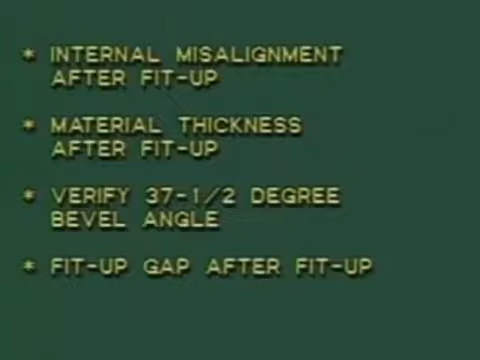 * INTERNAL MISALIGNMENT
AFTER FIT-UP
* MATERIAL THICKNESS
AFTER FIT-UP
* VERIFY 37-1/2 DEGREE
BEVEL ANGLE
* FIT-UP GAP AFTER FIT-UP